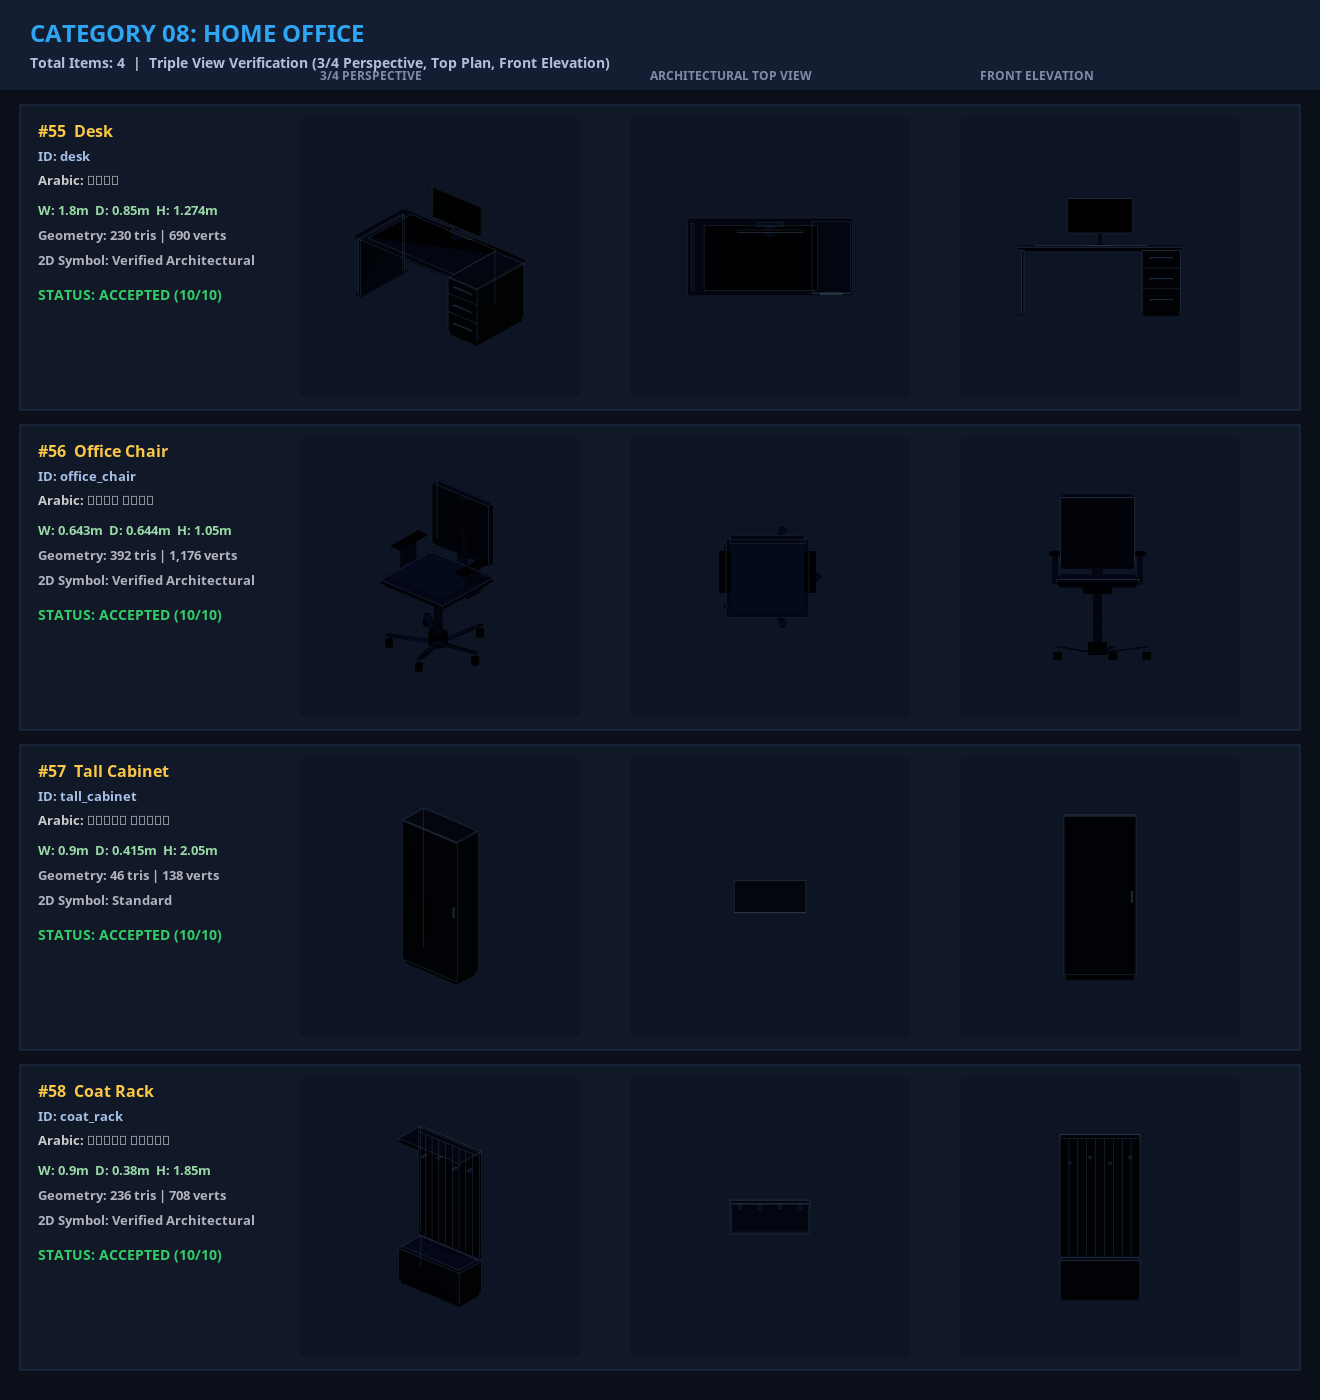 CATEGORY 08: HOME OFFICE
Total Items: 4 | Triple View Verification (3/4 Perspective, Top Plan, Front Elevation)
3/4 PERSPECTIVE ARCHITECTURAL TOP VIEW FRONT ELEVATION
#55 Desk
ID: desk
Arabic: □□□□
W: 1.8m D: 0.85m H: 1.274m
Geometry: 230 tris | 690 verts
2D Symbol: Verified Architectural
STATUS: ACCEPTED (10/10)
#56 Office Chair
ID: office_chair
Arabic: □□□□ □□□□
W: 0.643m D: 0.644m H: 1.05m
Geometry: 392 tris | 1,176 verts
2D Symbol: Verified Architectural
STATUS: ACCEPTED (10/10)
#57 Tall Cabinet
ID: tall_cabinet
Arabic: □□□□□ □□□□□
W: 0.9m D: 0.415m H: 2.05m
Geometry: 46 tris | 138 verts
2D Symbol: Standard
STATUS: ACCEPTED (10/10)
#58 Coat Rack
ID: coat_rack
Arabic: □□□□□ □□□□□
W: 0.9m D: 0.38m H: 1.85m
Geometry: 236 tris | 708 verts
2D Symbol: Verified Architectural
STATUS: ACCEPTED (10/10)